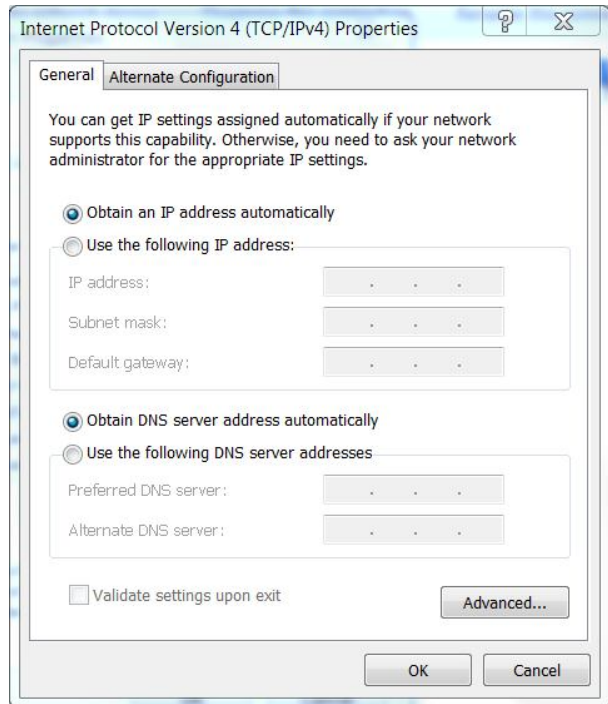 Internet Protocol Version 4 (TCP/IPv4) Properties
General
Alternate Configuration
You can get IP settings assigned automatically if your network
supports this capability. Otherwise, you need to ask your network
administrator for the appropriate IP settings.
Obtain an IP address automatically
Use the following IP address:
IP address:
Subnet mask:
Default gateway:
Obtain DNS server address automatically
Use the following DNS server addresses
Preferred DNS server:
Alternate DNS server:
Validate settings upon exit
Advanced...
OK
Cancel